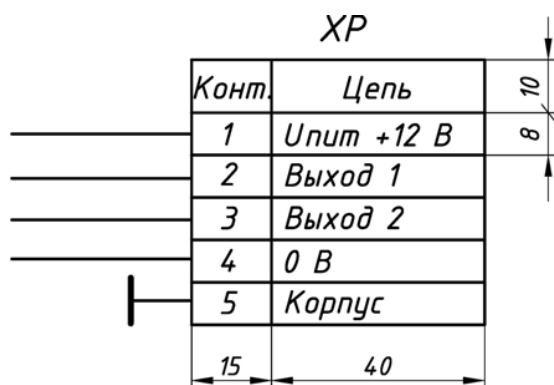 XP
Конт. Цепь 10
1 Uпит +12 В 8
2 Выход 1
3 Выход 2
4 0 В
5 Корпус
15 40